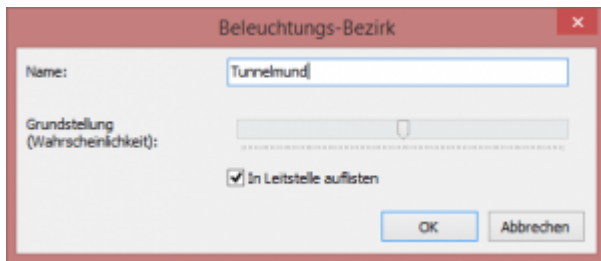 Beleuchtungs-Bezirk
Name:
Tunnelmund
Grundstellung
(Wahrscheinlichkeit):
In Leitstelle auflisten
OK
Abbrechen